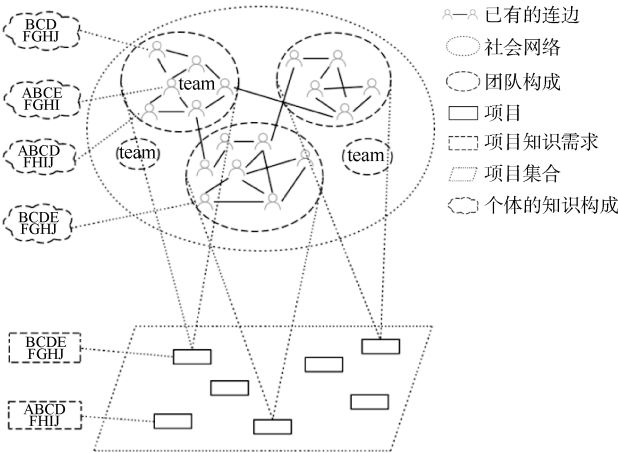 BCD
FGHJ
ABCE
FGHI
ABCD
FHIJ
BCDE
FGHJ
team
team
team
BCDE
FGHJ
ABCD
FHIJ
已有的连边
社会网络
团队构成
项目
项目知识需求
项目集合
个体的知识构成